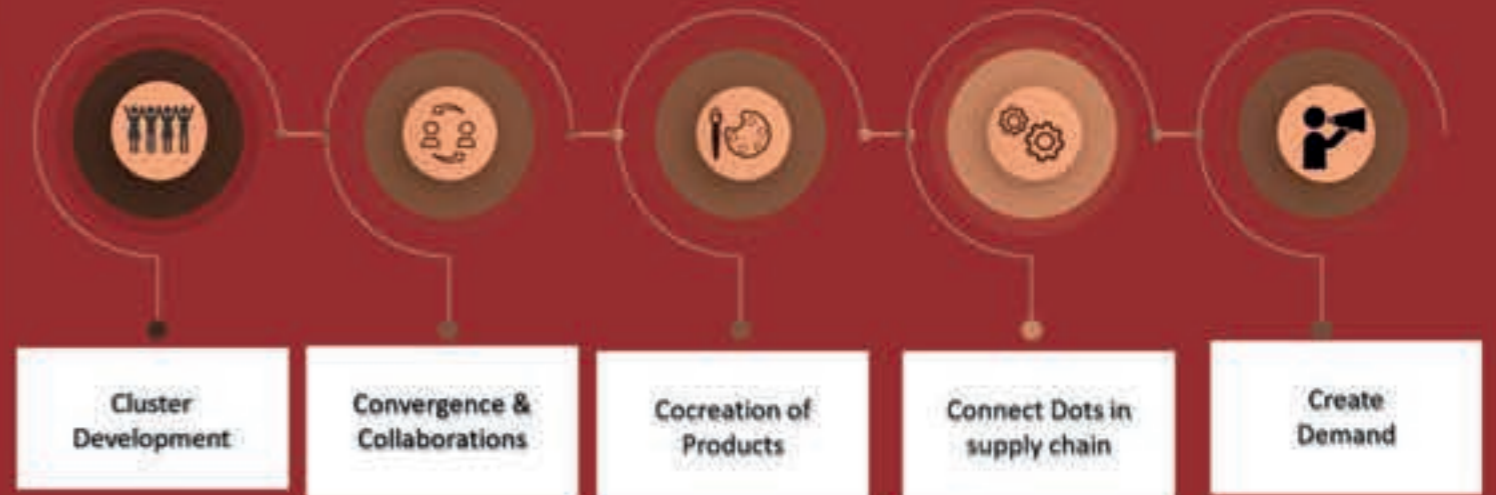 Cluster
Development
Convergence &
Collaborations
Cocreation of
Products
Connect Dots in
supply chain
Create
Demand